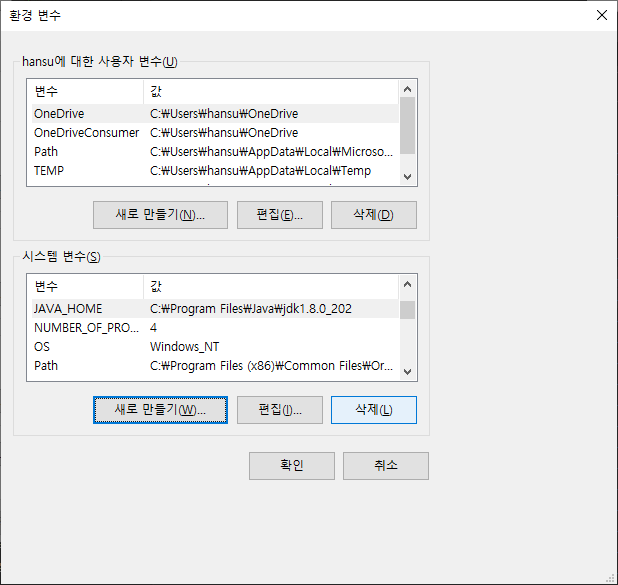 환경 변수
hansu에 대한 사용자 변수(U)
변수 값
OneDrive C:₩Users₩hansu₩OneDrive
OneDriveConsumer C:₩Users₩hansu₩OneDrive
Path C:₩Users₩hansu₩AppData₩Local₩Microso...
TEMP C:₩Users₩hansu₩AppData₩Local₩Temp
새로 만들기(N)... 편집(E)... 삭제(D)
시스템 변수(S)
변수 값
JAVA_HOME C:₩Program Files₩Java₩jdk1.8.0_202
NUMBER_OF_PRO... 4
OS Windows_NT
Path C:₩Program Files (x86)₩Common Files₩Or...
새로 만들기(W)... 편집(I)... 삭제(L)
확인 취소